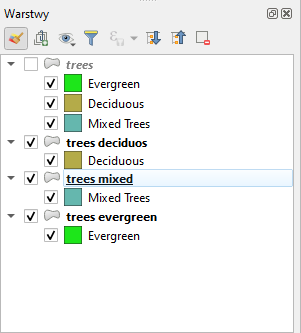 Warstwy
trees
Evergreen
Deciduous
Mixed Trees
trees deciduos
Deciduous
trees mixed
Mixed Trees
trees evergreen
Evergreen